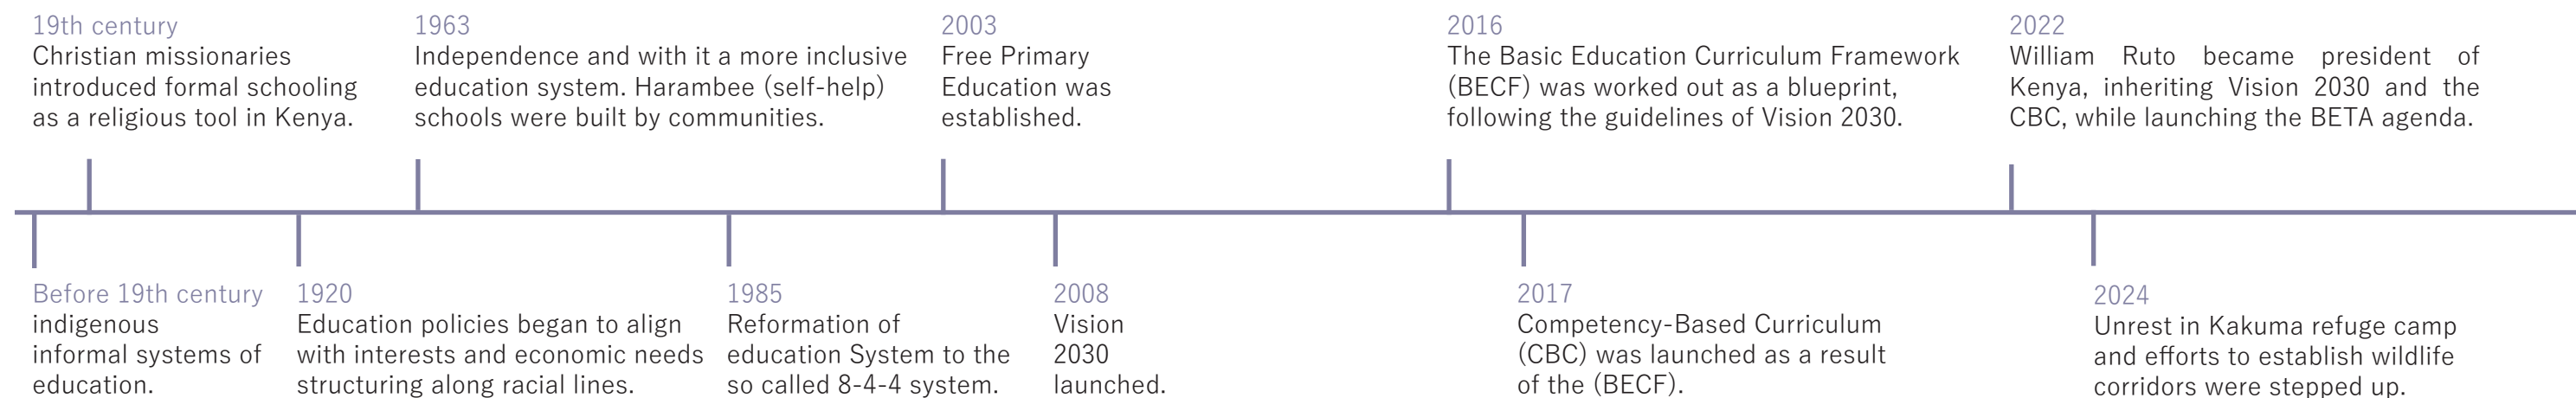 19th century
Christian missionaries
introduced formal schooling
as a religious tool in Kenya.
1963
Independence and with it a more inclusive
education system. Harambee (self-help)
schools were built by communities.
2003
Free Primary
Education was
established.
2016
The Basic Education Curriculum Framework
(BECF) was worked out as a blueprint,
following the guidelines of Vision 2030.
2022
William Ruto became president of
Kenya, inheriting Vision 2030 and the
CBC, while launching the BETA agenda.
Before 19th century
indigenous
informal systems of
education.
1920
Education policies began to align
with interests and economic needs
structuring along racial lines.
1985
Reformation of
education System to the
so called 8-4-4 system.
2008
Vision
2030
launched.
2017
Competency-Based Curriculum
(CBC) was launched as a result
of the (BECF).
2024
Unrest in Kakuma refuge camp
and efforts to establish wildlife
corridors were stepped up.